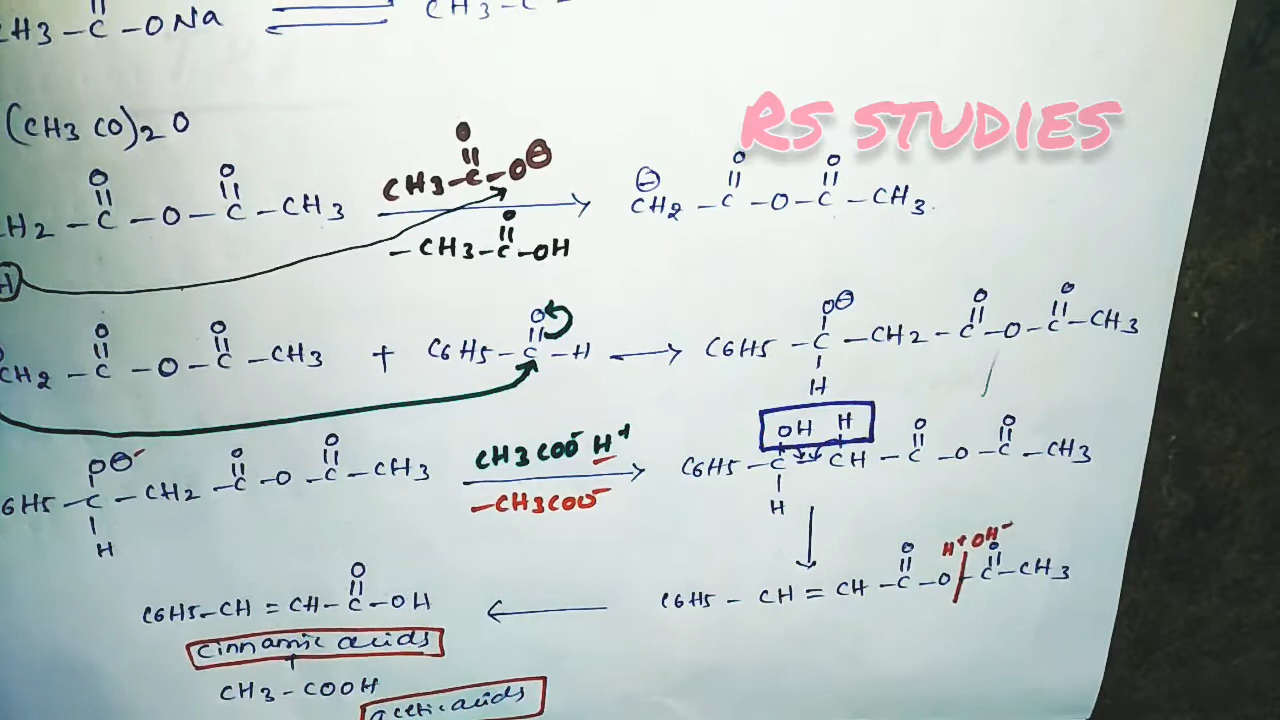 CH3-C-ONa ⇌ CH3-C
O
RS STUDIES
(CH3CO)2O
O
CH3-C-O⊖
CH2-C-O-C-CH3 → ⊖CH2-C-O-C-CH3.
O O O O
-CH3-C-OH
O
H
O O O O⊖ O O
CH2-C-O-C-CH3 + C6H5-C-H → C6H5-C-CH2-C-O-C-CH3
H
OH H
O⊖ O O CH3COO⁻ H⁺ O O
C6H5-C-CH2-C-O-C-CH3 → C6H5-C-CH-C-O-C-CH3
-CH3COO⁻
H H
↓
O O H⁺ OH⁻ O
C6H5-CH=CH-C-OH ← C6H5-CH=CH-C-O-C-CH3
cinnamic acids
+
CH3-COOH
acetic acids